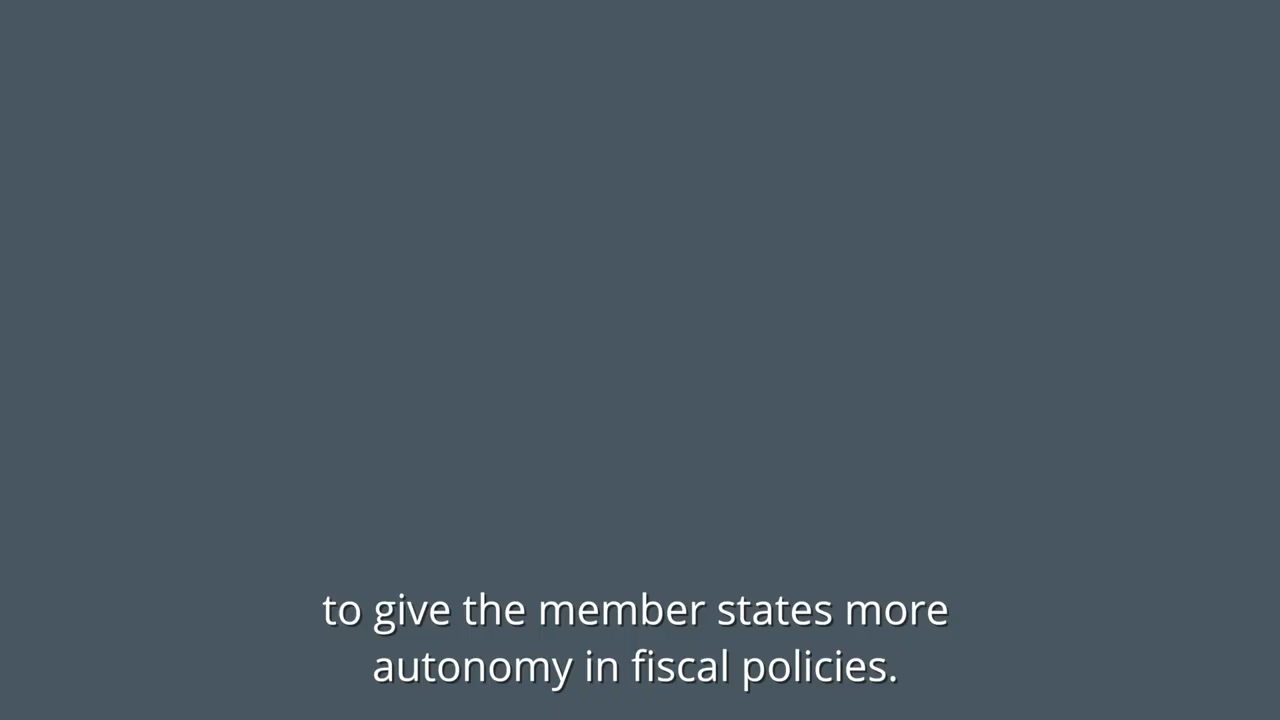 to give the member states more
autonomy in fiscal policies.